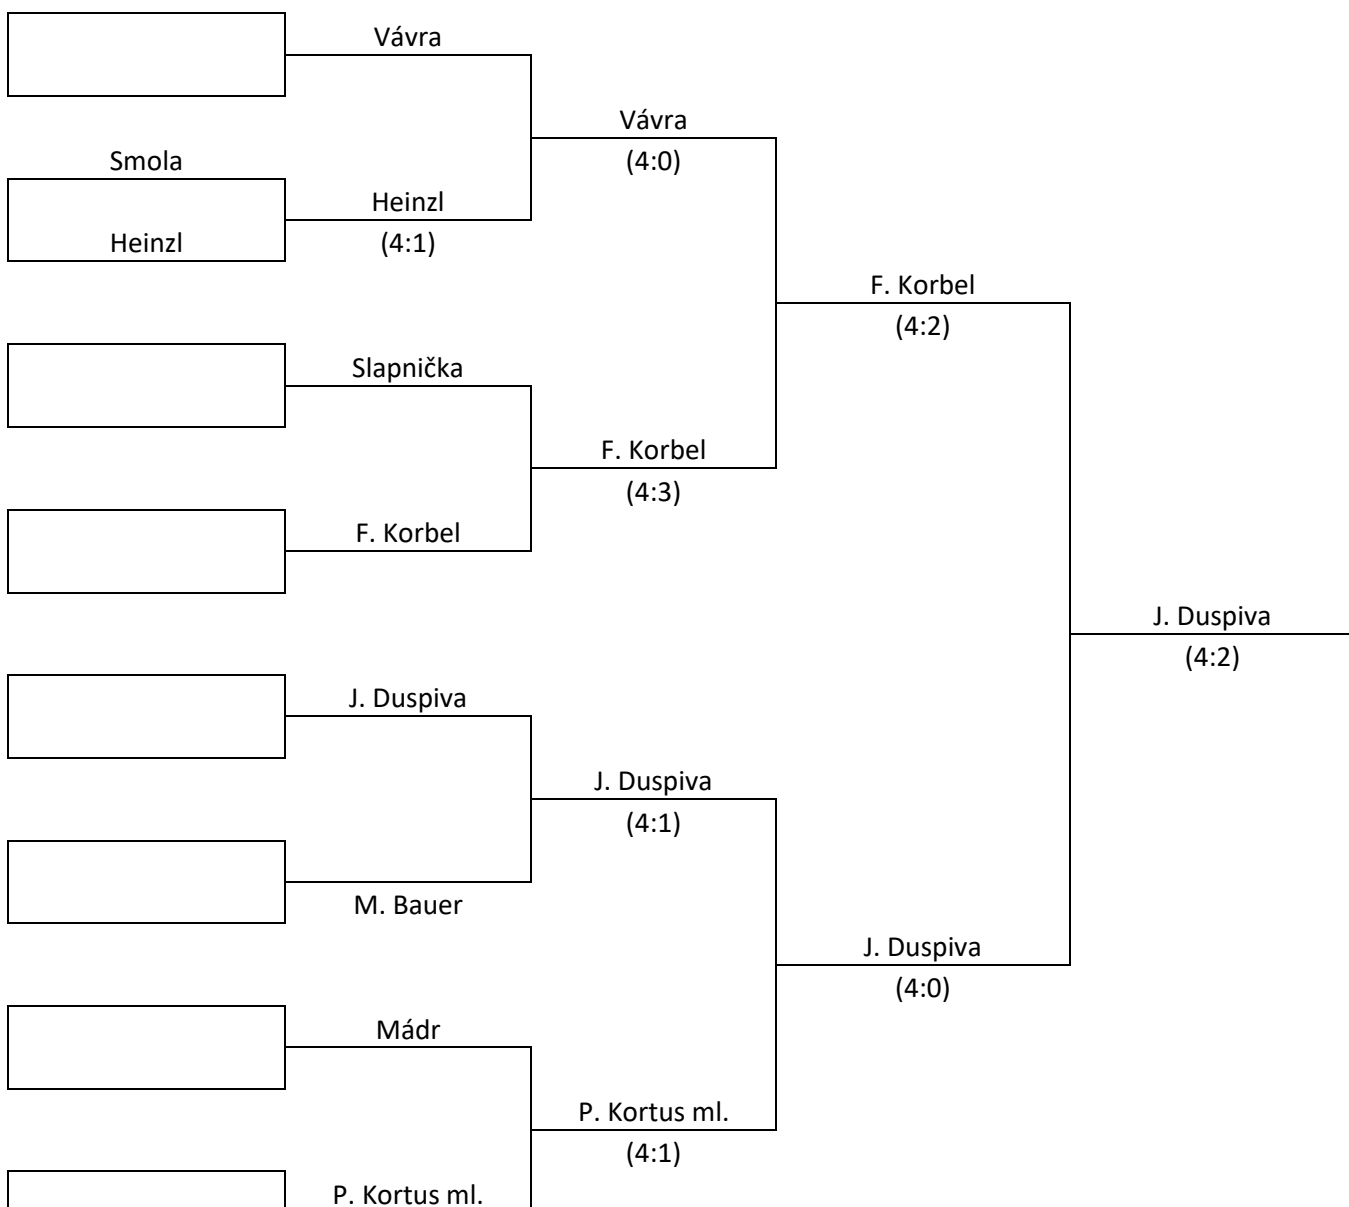 Vávra
Vávra
(4:0)
Smola
Heinzl
Heinzl
(4:1)
F. Korbel
(4:2)
Slapnička
F. Korbel
(4:3)
F. Korbel
J. Duspiva
(4:2)
J. Duspiva
J. Duspiva
(4:1)
M. Bauer
J. Duspiva
(4:0)
Mádr
P. Kortus ml.
(4:1)
P. Kortus ml.